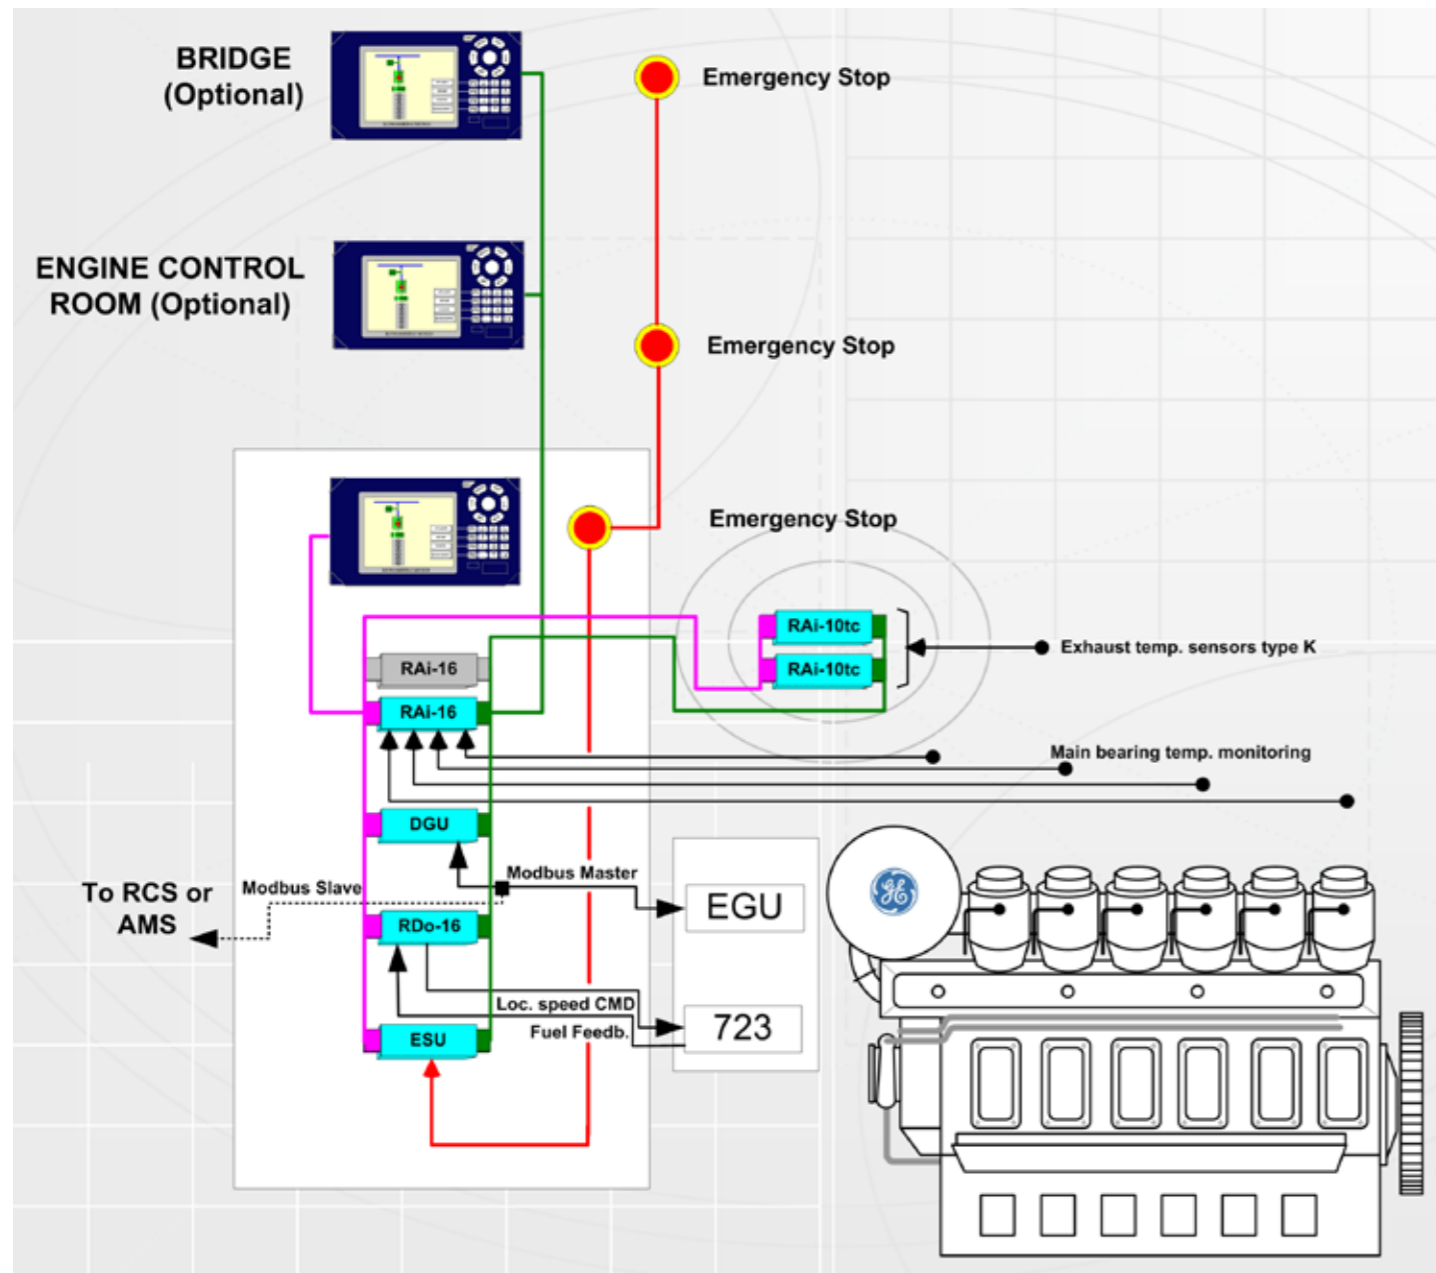 BRIDGE
(Optional)
Emergency Stop
ENGINE CONTROL
ROOM (Optional)
Emergency Stop
Emergency Stop
RAi-10tc
RAi-10tc
Exhaust temp. sensors type K
RAi-16
RAi-16
Main bearing temp. monitoring
DGU
Modbus Master
Modbus Slave
To RCS or
AMS
EGU
RDo-16
Loc. speed CMD
Fuel Feedb.
723
ESU
GE